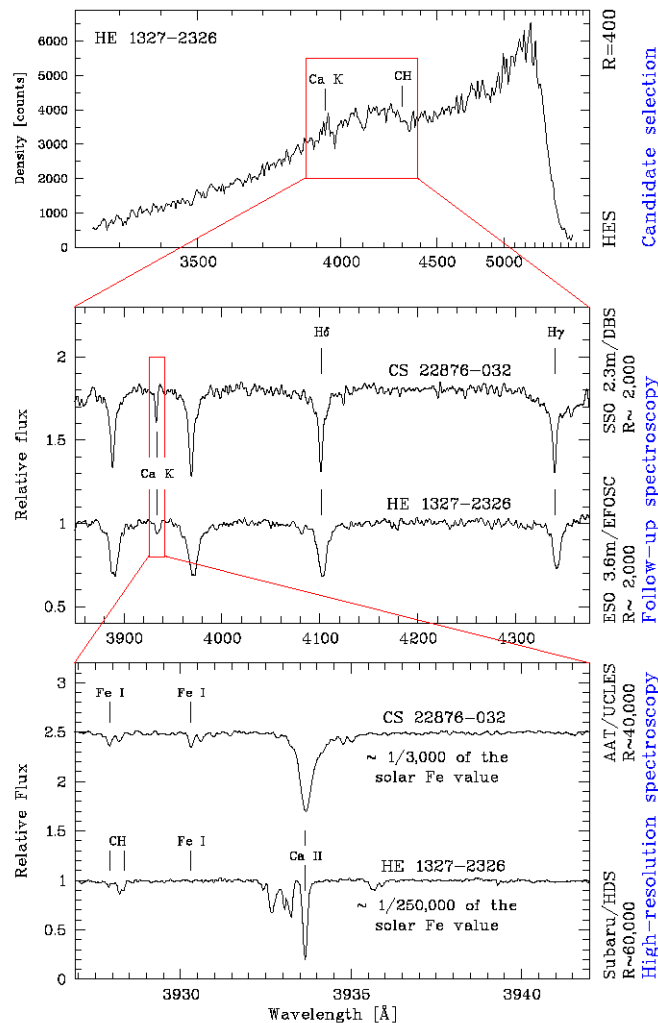 HE 1327-2326
Ca K
CH
Density [counts]
6000
5000
4000
3000
2000
1000
0
3500
4000
4500
5000
HES
R=400
Candidate selection
Hδ
Hγ
CS 22876-032
Ca K
HE 1327-2326
Relative flux
2
1.5
1
0.5
3900
4000
4100
4200
4300
ESO 3.6m/EFOSC
R~ 2,000
SSO 2.3m/DBS
R~ 2,000
Follow-up spectroscopy
Fe I
Fe I
CS 22876-032
~ 1/3,000 of the
solar Fe value
CH
Fe I
Ca II
HE 1327-2326
~ 1/250,000 of the
solar Fe value
Relative Flux
3
2.5
2
1.5
1
0.5
0
3930
3935
3940
Wavelength [Å]
Subaru/HDS
R~60,000
AAT/UCLES
R~40,000
High-resolution spectroscopy